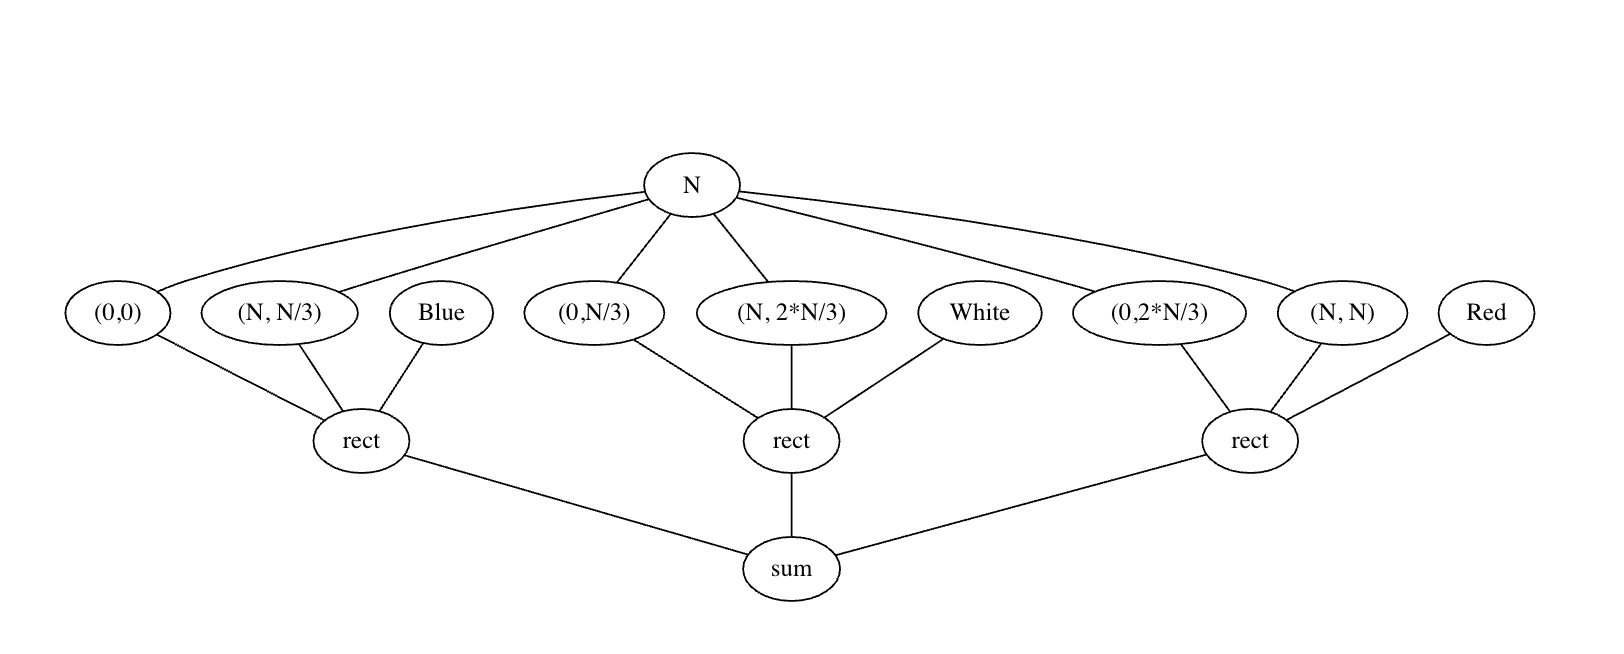 N
(0,0)
(N, N/3)
Blue
(0,N/3)
(N, 2*N/3)
White
(0,2*N/3)
(N, N)
Red
rect
rect
rect
sum